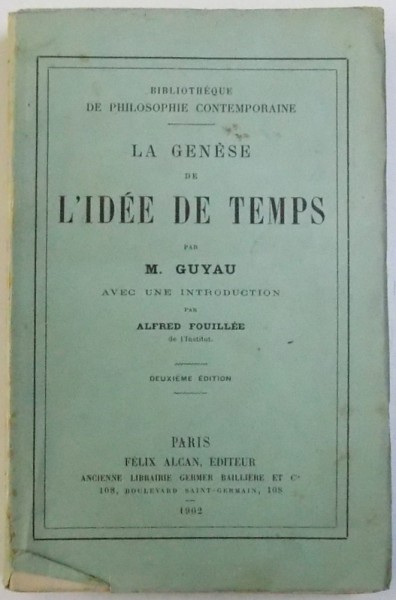 BIBLIOTHÈQUE
DE PHILOSOPHIE CONTEMPORAINE
LA GENÈSE
DE
L'IDÉE DE TEMPS
PAR
M. GUYAU
AVEC UNE INTRODUCTION
PAR
ALFRED FOUILLÉE
de l'Institut.
DEUXIÈME ÉDITION
PARIS
FÉLIX ALCAN, ÉDITEUR
ANCIENNE LIBRAIRIE GERMER BAILLIÈRE ET Cie
108, BOULEVARD SAINT-GERMAIN, 108
1902